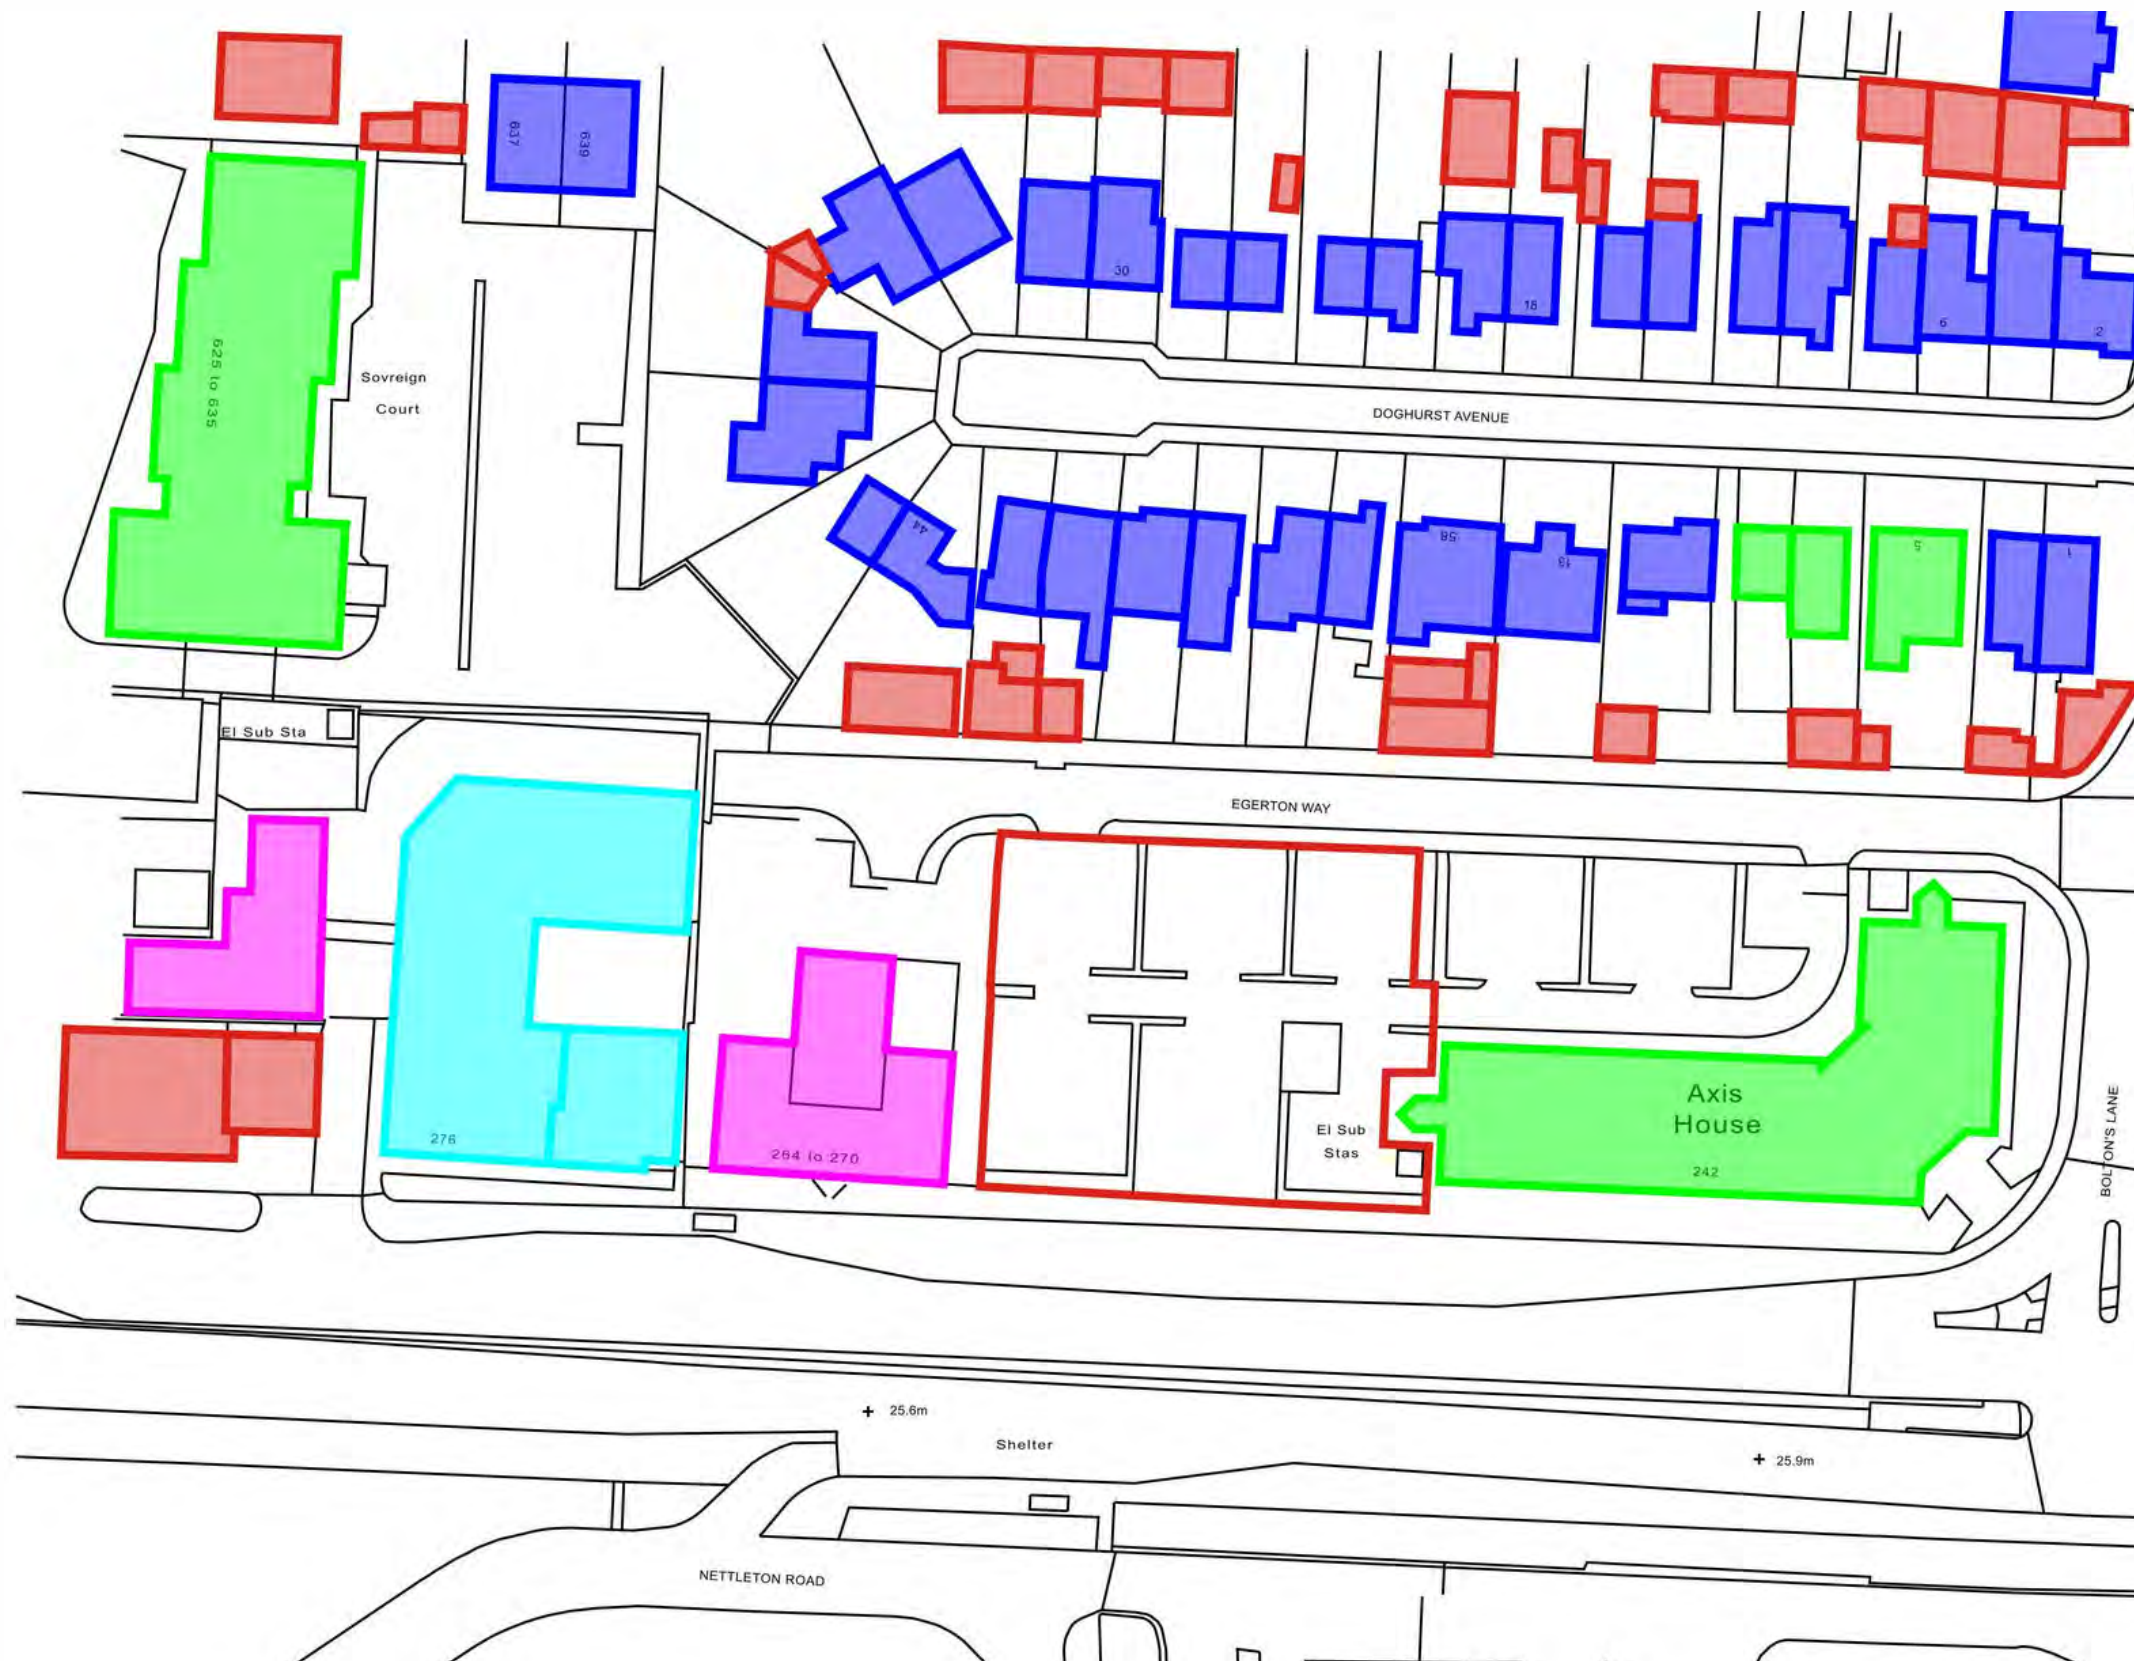 637
639
30
18
6
2
625 to 635
Sovreign
Court
DOGHURST AVENUE
44
58
13
5
1
El Sub Sta
EGERTON WAY
Axis
House
El Sub
Stas
276
264 to 270
242
BOLTON'S LANE
25.6m
Shelter
25.9m
NETTLETON ROAD